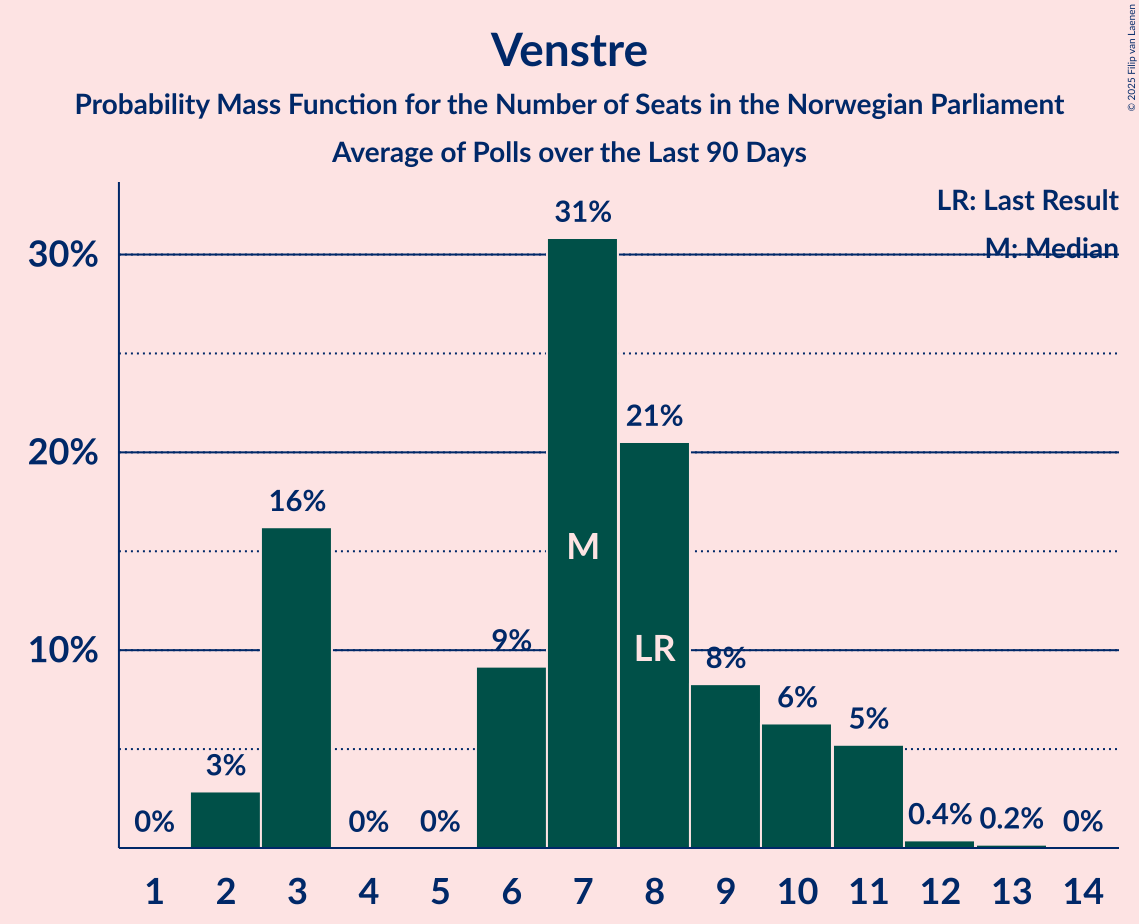 © 2025 Filip van Laenen
Venstre
Probability Mass Function for the Number of Seats in the Norwegian Parliament
Average of Polls over the Last 90 Days
LR: Last Result
M: Median
30%
20%
10%
0%
3%
16%
0%
0%
9%
31%
21%
8%
6%
5%
0.4%
0.2%
0%
M
LR
1 2 3 4 5 6 7 8 9 10 11 12 13 14